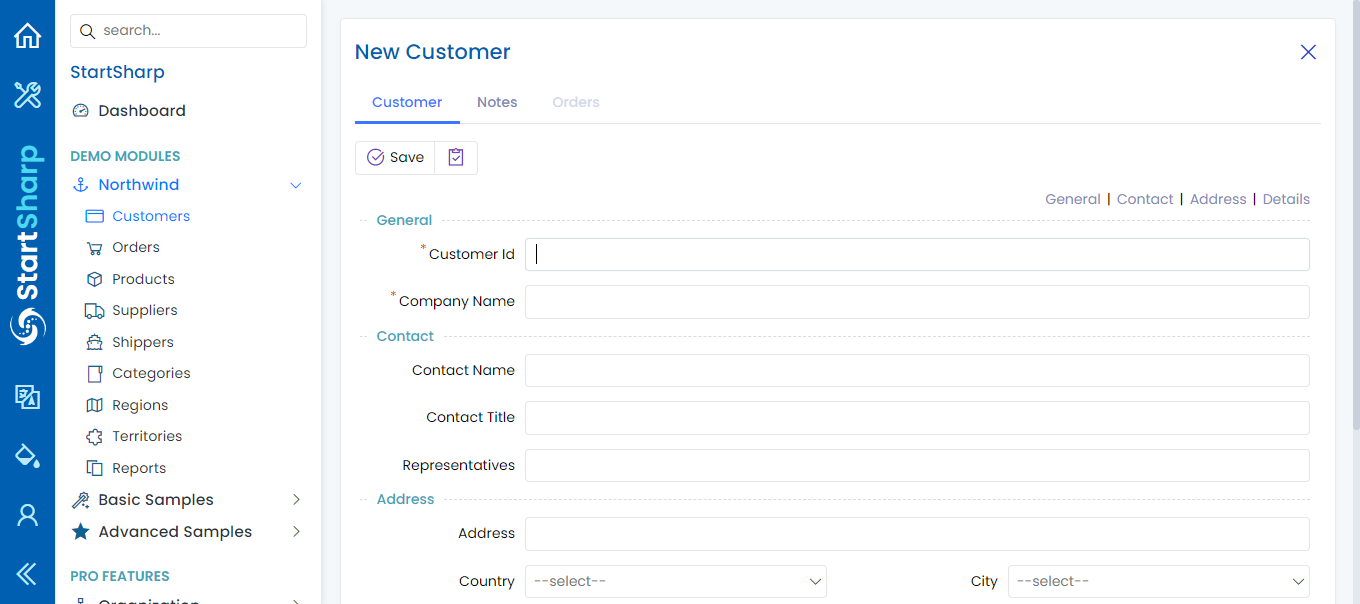 search...
StartSharp
StartSharp
Dashboard
DEMO MODULES
Northwind
Customers
Orders
Products
Suppliers
Shippers
Categories
Regions
Territories
Reports
Basic Samples
Advanced Samples
PRO FEATURES
Organization
New Customer
Customer Notes Orders
Save
General | Contact | Address | Details
General
* Customer Id
* Company Name
Contact
Contact Name
Contact Title
Representatives
Address
Address
Country --select-- City --select--